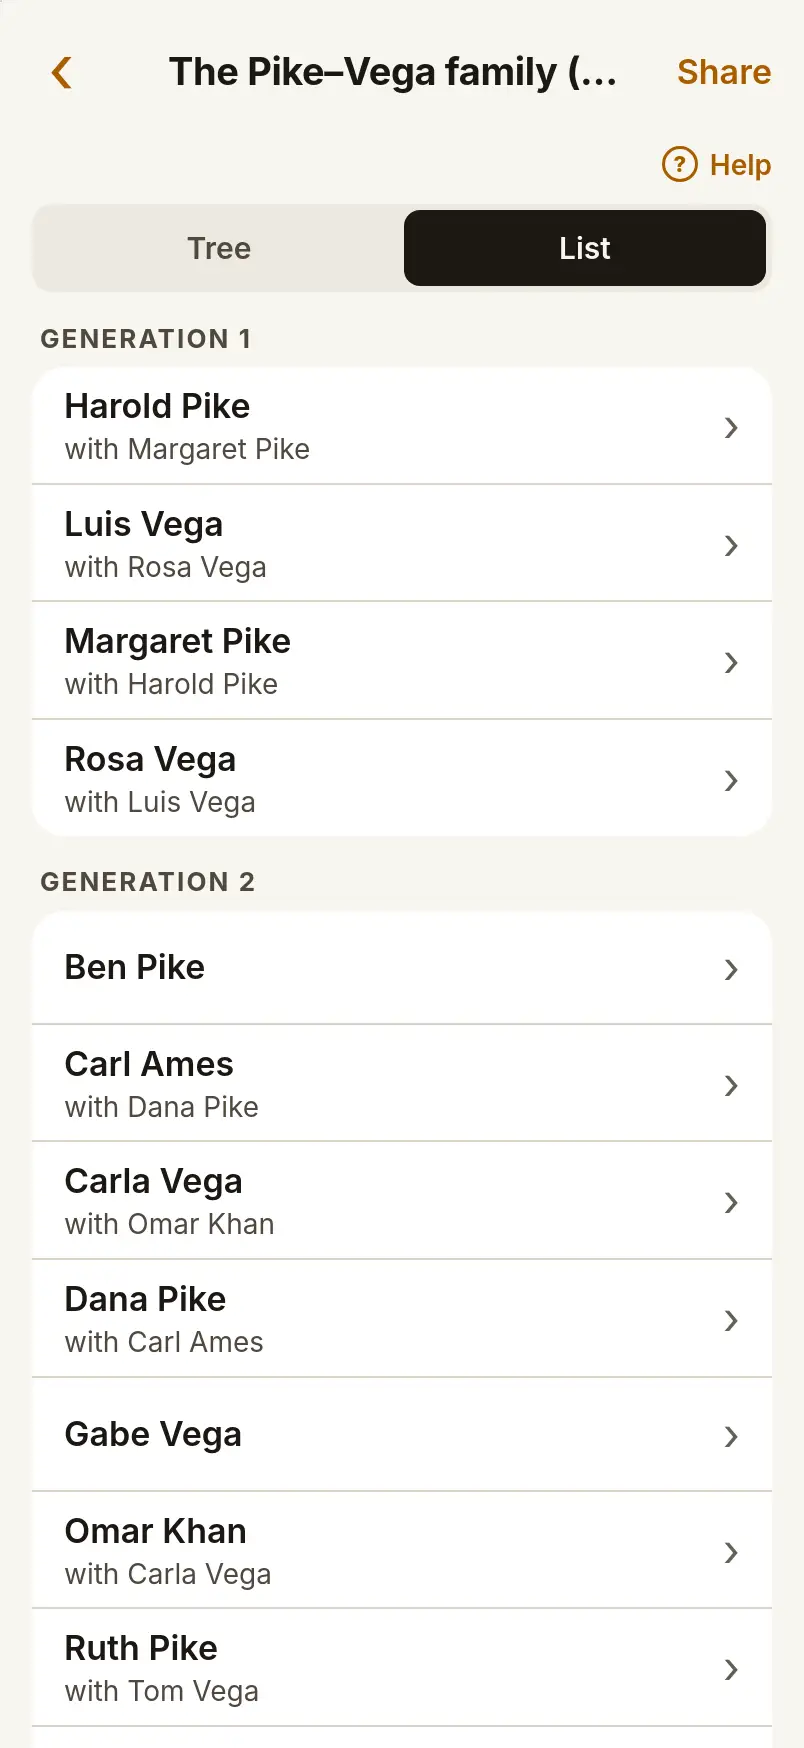 The Pike–Vega family (...
Share
? Help
Tree
List
GENERATION 1
Harold Pike
with Margaret Pike
Luis Vega
with Rosa Vega
Margaret Pike
with Harold Pike
Rosa Vega
with Luis Vega
GENERATION 2
Ben Pike
Carl Ames
with Dana Pike
Carla Vega
with Omar Khan
Dana Pike
with Carl Ames
Gabe Vega
Omar Khan
with Carla Vega
Ruth Pike
with Tom Vega